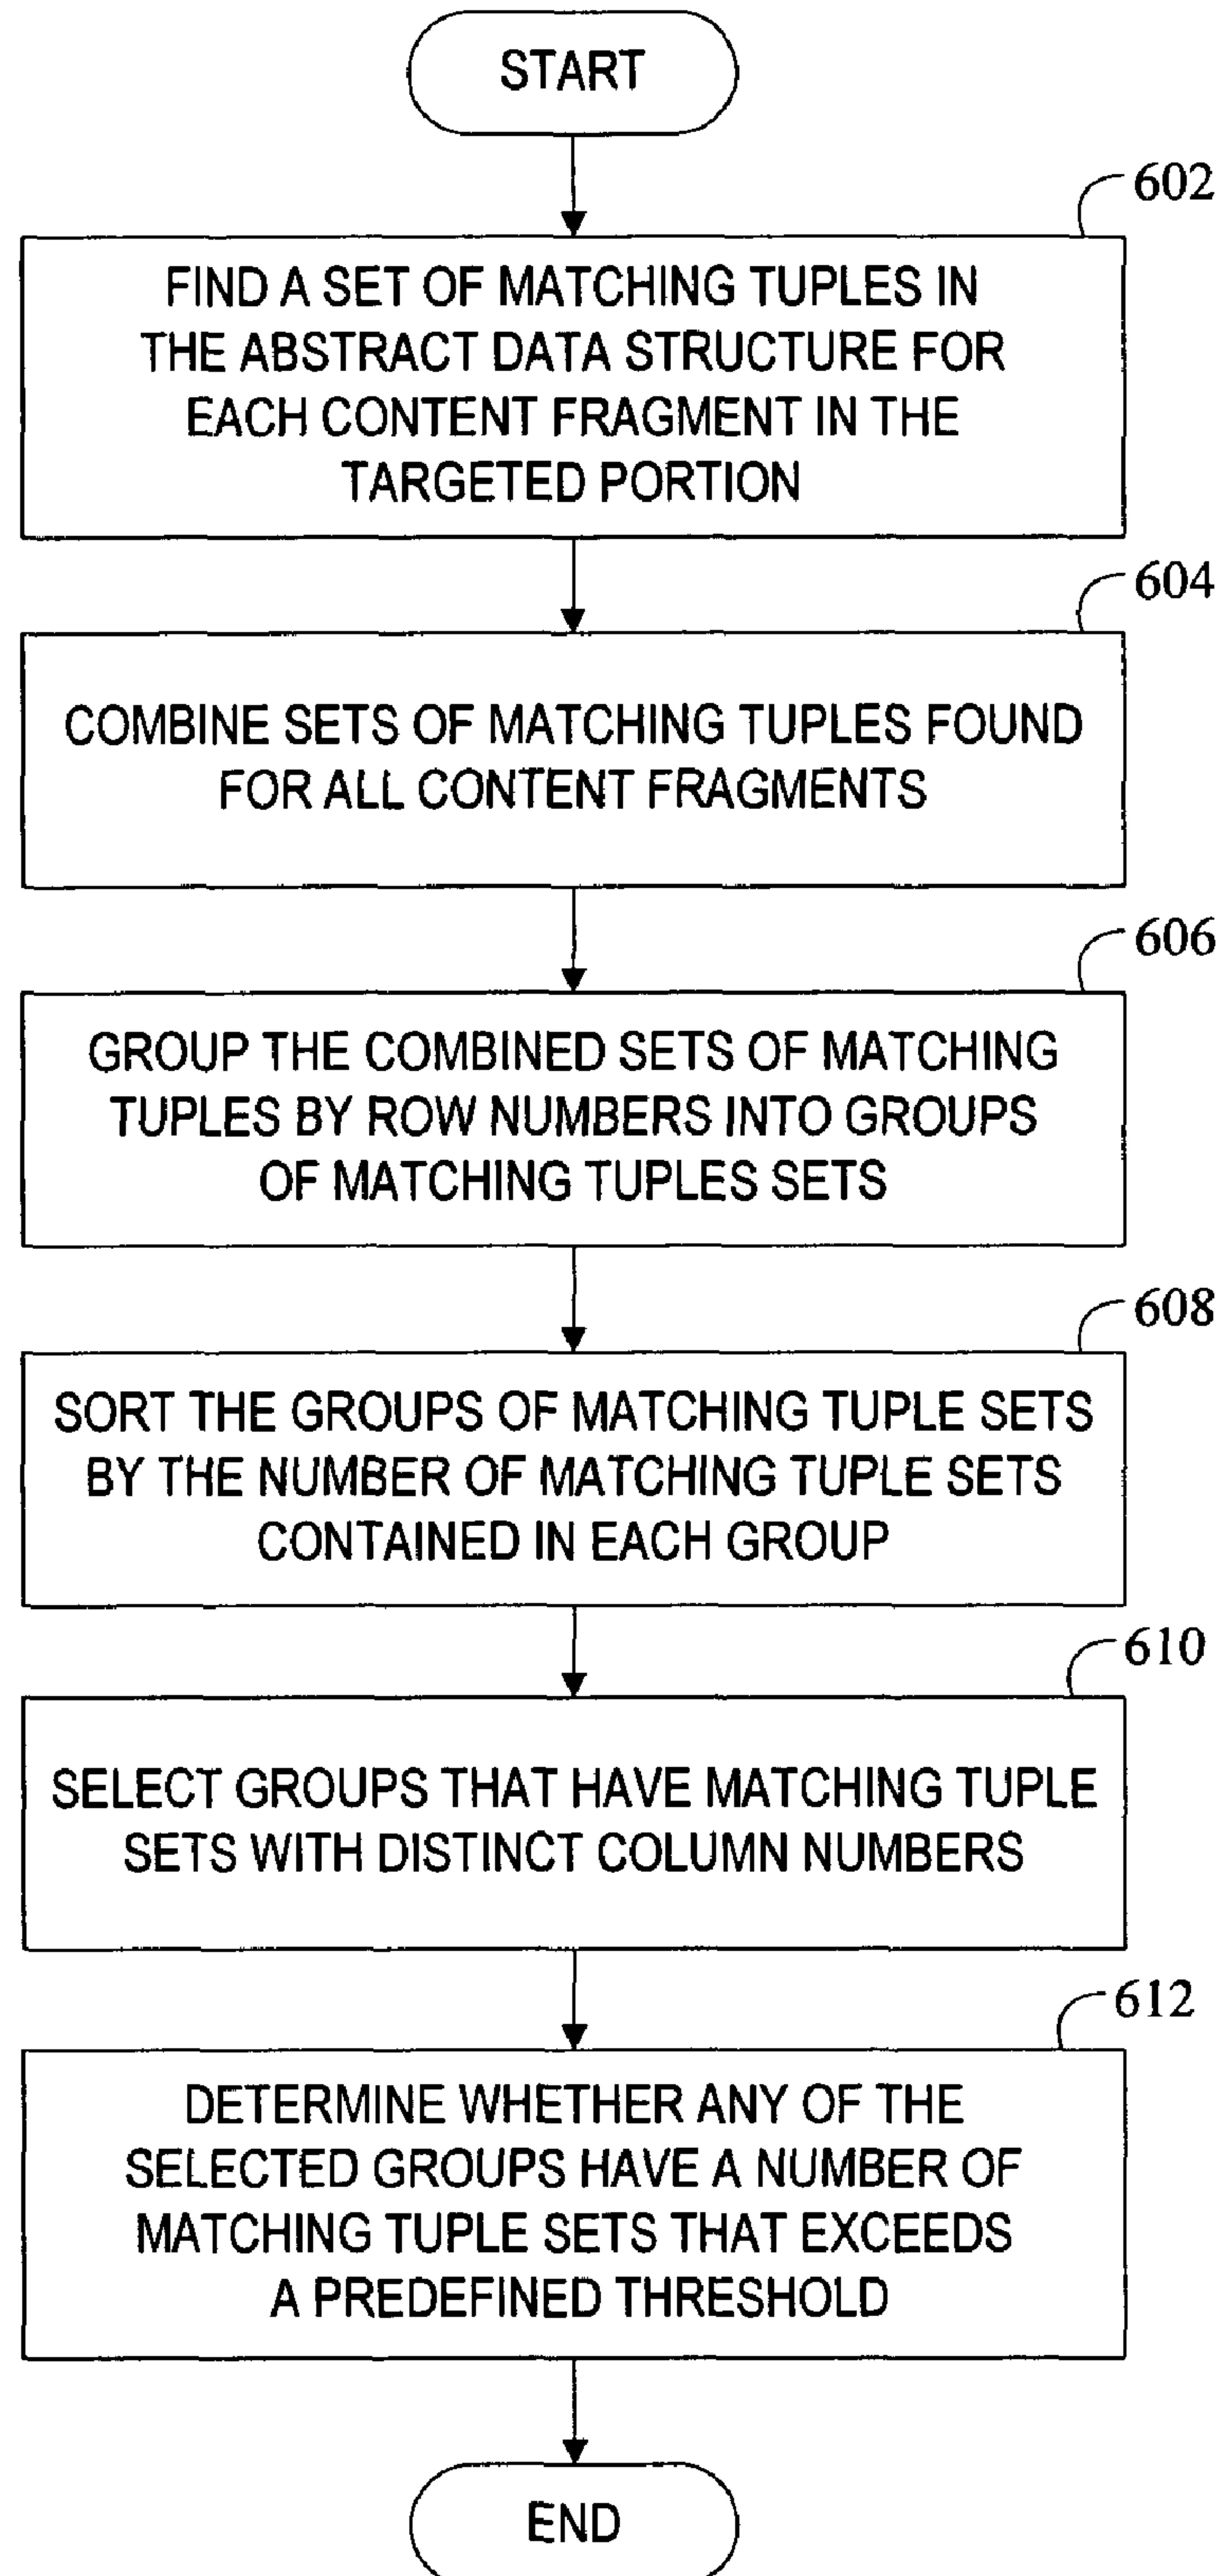 START
602
FIND A SET OF MATCHING TUPLES IN
THE ABSTRACT DATA STRUCTURE FOR
EACH CONTENT FRAGMENT IN THE
TARGETED PORTION
604
COMBINE SETS OF MATCHING TUPLES FOUND
FOR ALL CONTENT FRAGMENTS
606
GROUP THE COMBINED SETS OF MATCHING
TUPLES BY ROW NUMBERS INTO GROUPS
OF MATCHING TUPLES SETS
608
SORT THE GROUPS OF MATCHING TUPLE SETS
BY THE NUMBER OF MATCHING TUPLE SETS
CONTAINED IN EACH GROUP
610
SELECT GROUPS THAT HAVE MATCHING TUPLE
SETS WITH DISTINCT COLUMN NUMBERS
612
DETERMINE WHETHER ANY OF THE
SELECTED GROUPS HAVE A NUMBER OF
MATCHING TUPLE SETS THAT EXCEEDS
A PREDEFINED THRESHOLD
END